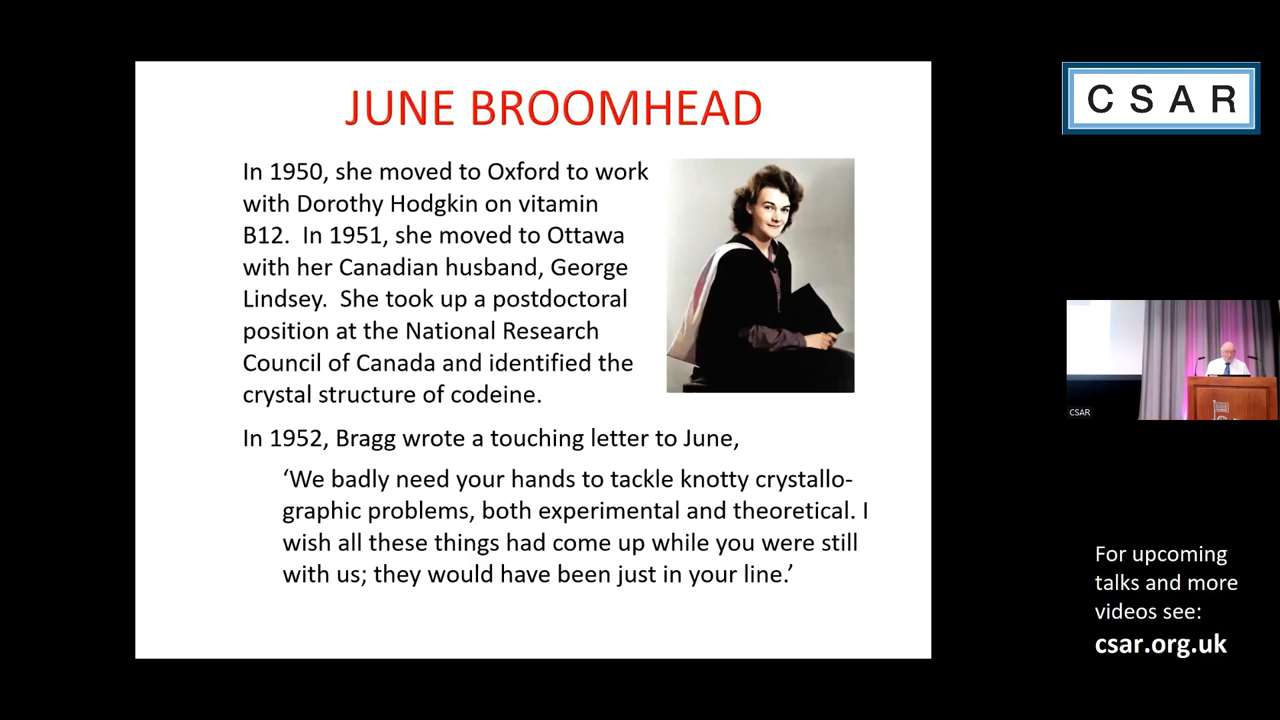 JUNE BROOMHEAD
In 1950, she moved to Oxford to work
with Dorothy Hodgkin on vitamin
B12.  In 1951, she moved to Ottawa
with her Canadian husband, George
Lindsey.  She took up a postdoctoral
position at the National Research
Council of Canada and identified the
crystal structure of codeine.
In 1952, Bragg wrote a touching letter to June,
‘We badly need your hands to tackle knotty crystallo-
graphic problems, both experimental and theoretical. I
wish all these things had come up while you were still
with us; they would have been just in your line.’
CSAR
CSAR
For upcoming
talks and more
videos see:
csar.org.uk